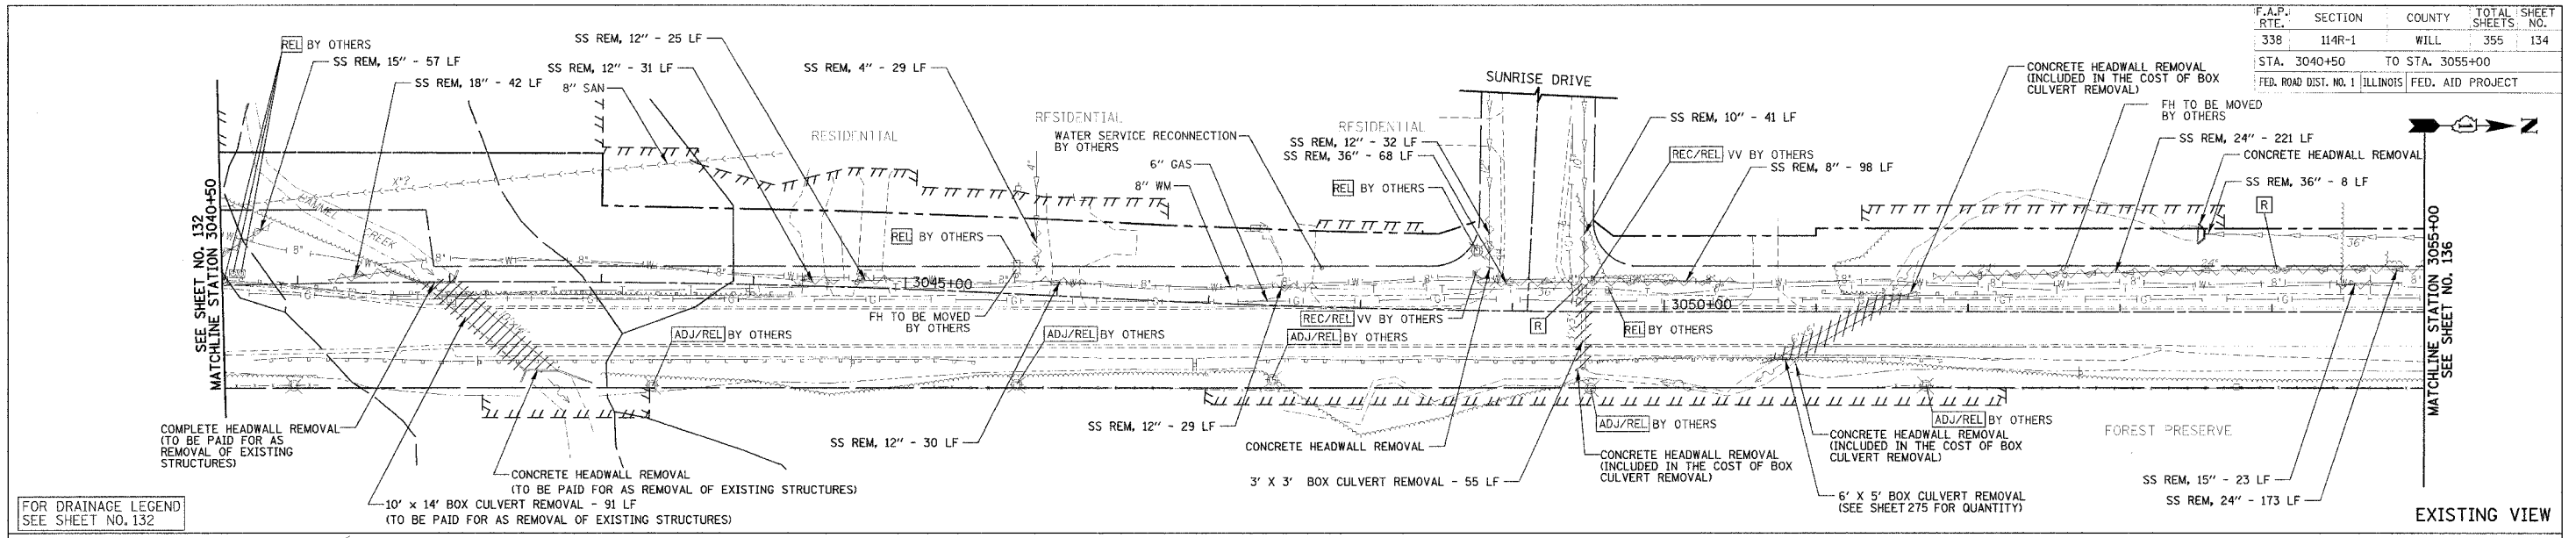 F.A.P. RTE. SECTION COUNTY TOTAL SHEETS SHEET NO.
338 114R-1 WILL 355 134
STA. 3040+50 TO STA. 3055+00
FED. ROAD DIST. NO. 1 ILLINOIS FED. AID PROJECT
REL BY OTHERS
SS REM, 15" - 57 LF
SS REM, 18" - 42 LF
SS REM, 12" - 25 LF
SS REM, 12" - 31 LF
8" SAN
SS REM, 4" - 29 LF
RESIDENTIAL
RESIDENTIAL
WATER SERVICE RECONNECTION
BY OTHERS
6" GAS
8" WM
RESIDENTIAL
SS REM, 12" - 32 LF
SS REM, 36" - 68 LF
REL BY OTHERS
SUNRISE DRIVE
SS REM, 10" - 41 LF
REC/REL VV BY OTHERS
SS REM, 8" - 98 LF
CONCRETE HEADWALL REMOVAL
(INCLUDED IN THE COST OF BOX
CULVERT REMOVAL)
FH TO BE MOVED
BY OTHERS
SS REM, 24" - 221 LF
CONCRETE HEADWALL REMOVAL
SS REM, 36" - 8 LF
R
Z
SEE SHEET NO. 132
MATCHLINE STATION 3040+50
CREEK
REL BY OTHERS
3045+00
FH TO BE MOVED
BY OTHERS
ADJ/REL BY OTHERS
ADJ/REL BY OTHERS
REC/REL VV BY OTHERS
ADJ/REL BY OTHERS
R
REL BY OTHERS
3050+00
36"
24"
MATCHLINE STATION 3055+00
SEE SHEET NO. 136
COMPLETE HEADWALL REMOVAL
(TO BE PAID FOR AS
REMOVAL OF EXISTING
STRUCTURES)
CONCRETE HEADWALL REMOVAL
(TO BE PAID FOR AS REMOVAL OF EXISTING STRUCTURES)
10' x 14' BOX CULVERT REMOVAL - 91 LF
(TO BE PAID FOR AS REMOVAL OF EXISTING STRUCTURES)
SS REM, 12" - 30 LF
SS REM, 12" - 29 LF
CONCRETE HEADWALL REMOVAL
3' X 3' BOX CULVERT REMOVAL - 55 LF
ADJ/REL BY OTHERS
CONCRETE HEADWALL REMOVAL
(INCLUDED IN THE COST OF BOX
CULVERT REMOVAL)
ADJ/REL BY OTHERS
CONCRETE HEADWALL REMOVAL
(INCLUDED IN THE COST OF BOX
CULVERT REMOVAL)
6' X 5' BOX CULVERT REMOVAL
(SEE SHEET 275 FOR QUANTITY)
FOREST PRESERVE
SS REM, 15" - 23 LF
SS REM, 24" - 173 LF
FOR DRAINAGE LEGEND
SEE SHEET NO. 132
EXISTING VIEW